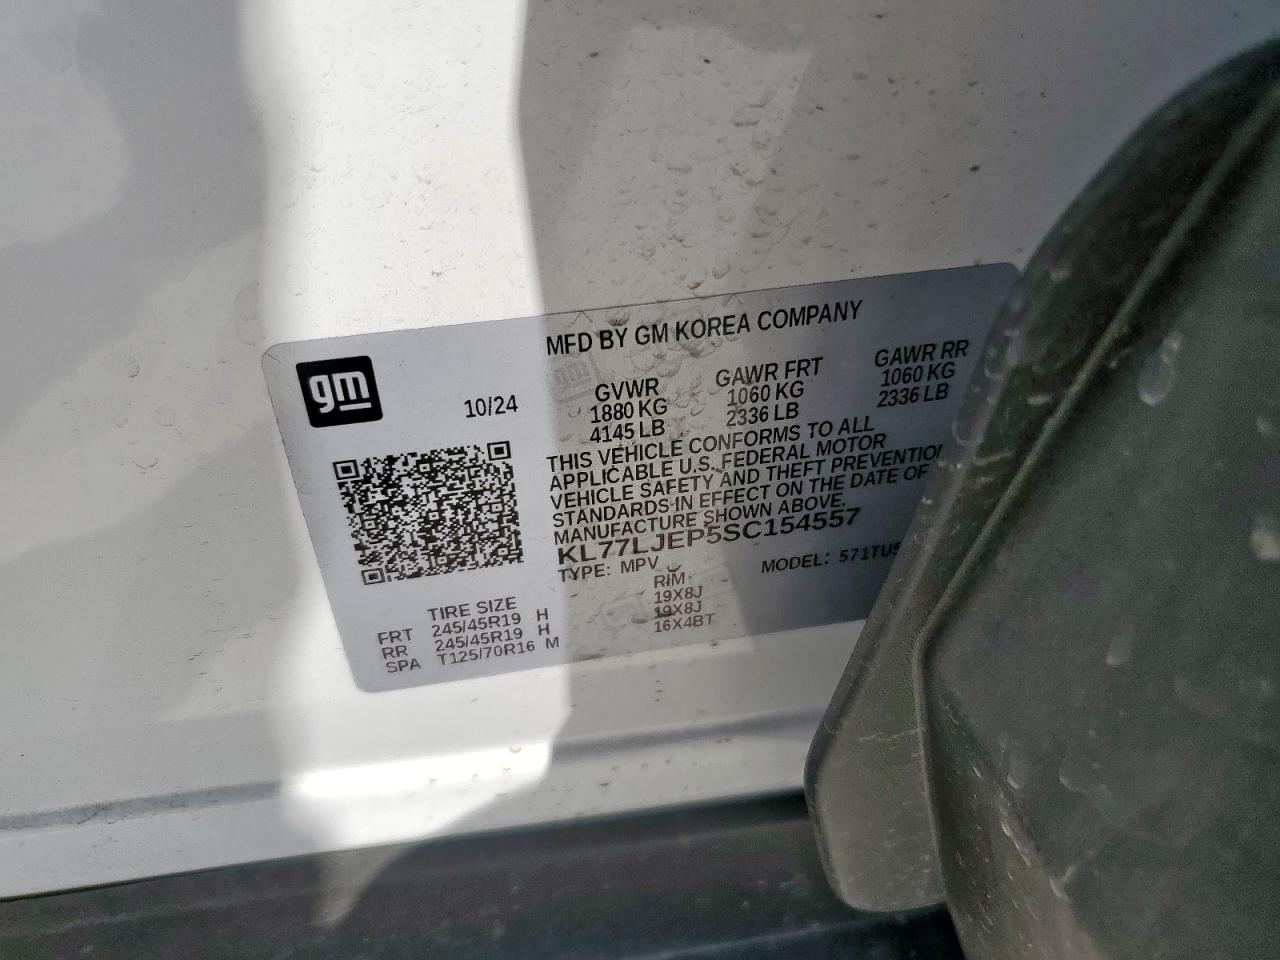 MFD BY GM KOREA COMPANY
gm
10/24
GVWR GAWR FRT GAWR RR
1880 KG 1060 KG 1060 KG
4145 LB 2336 LB 2336 LB
THIS VEHICLE CONFORMS TO ALL
APPLICABLE U.S. FEDERAL MOTOR
VEHICLE SAFETY AND THEFT PREVENTION
STANDARDS IN EFFECT ON THE DATE OF
MANUFACTURE SHOWN ABOVE.
KL77LJEP5SC154557
TYPE: MPV MODEL: 571TUS
TIRE SIZE RIM
FRT 245/45R19 H 19X8J
RR 245/45R19 H 19X8J
SPA T125/70R16 M 16X4BT